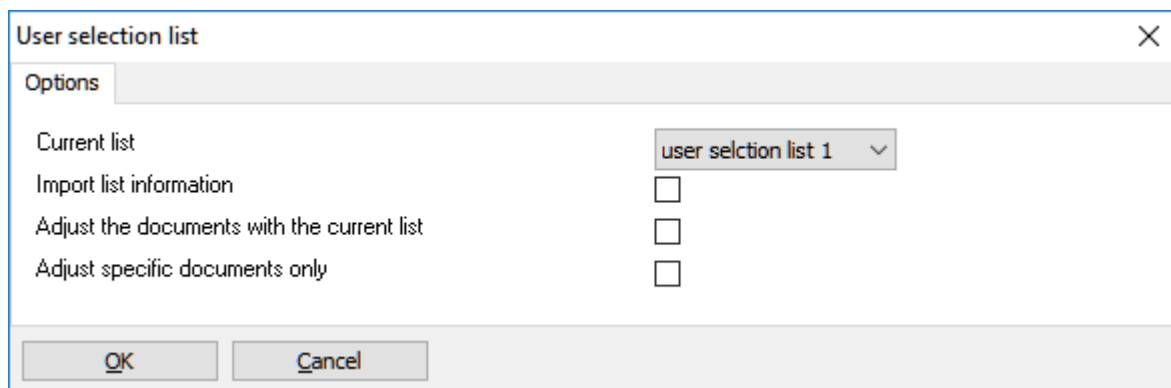 User selection list
Options
Current list
user selction list 1
Import list information
Adjust the documents with the current list
Adjust specific documents only
OK
Cancel